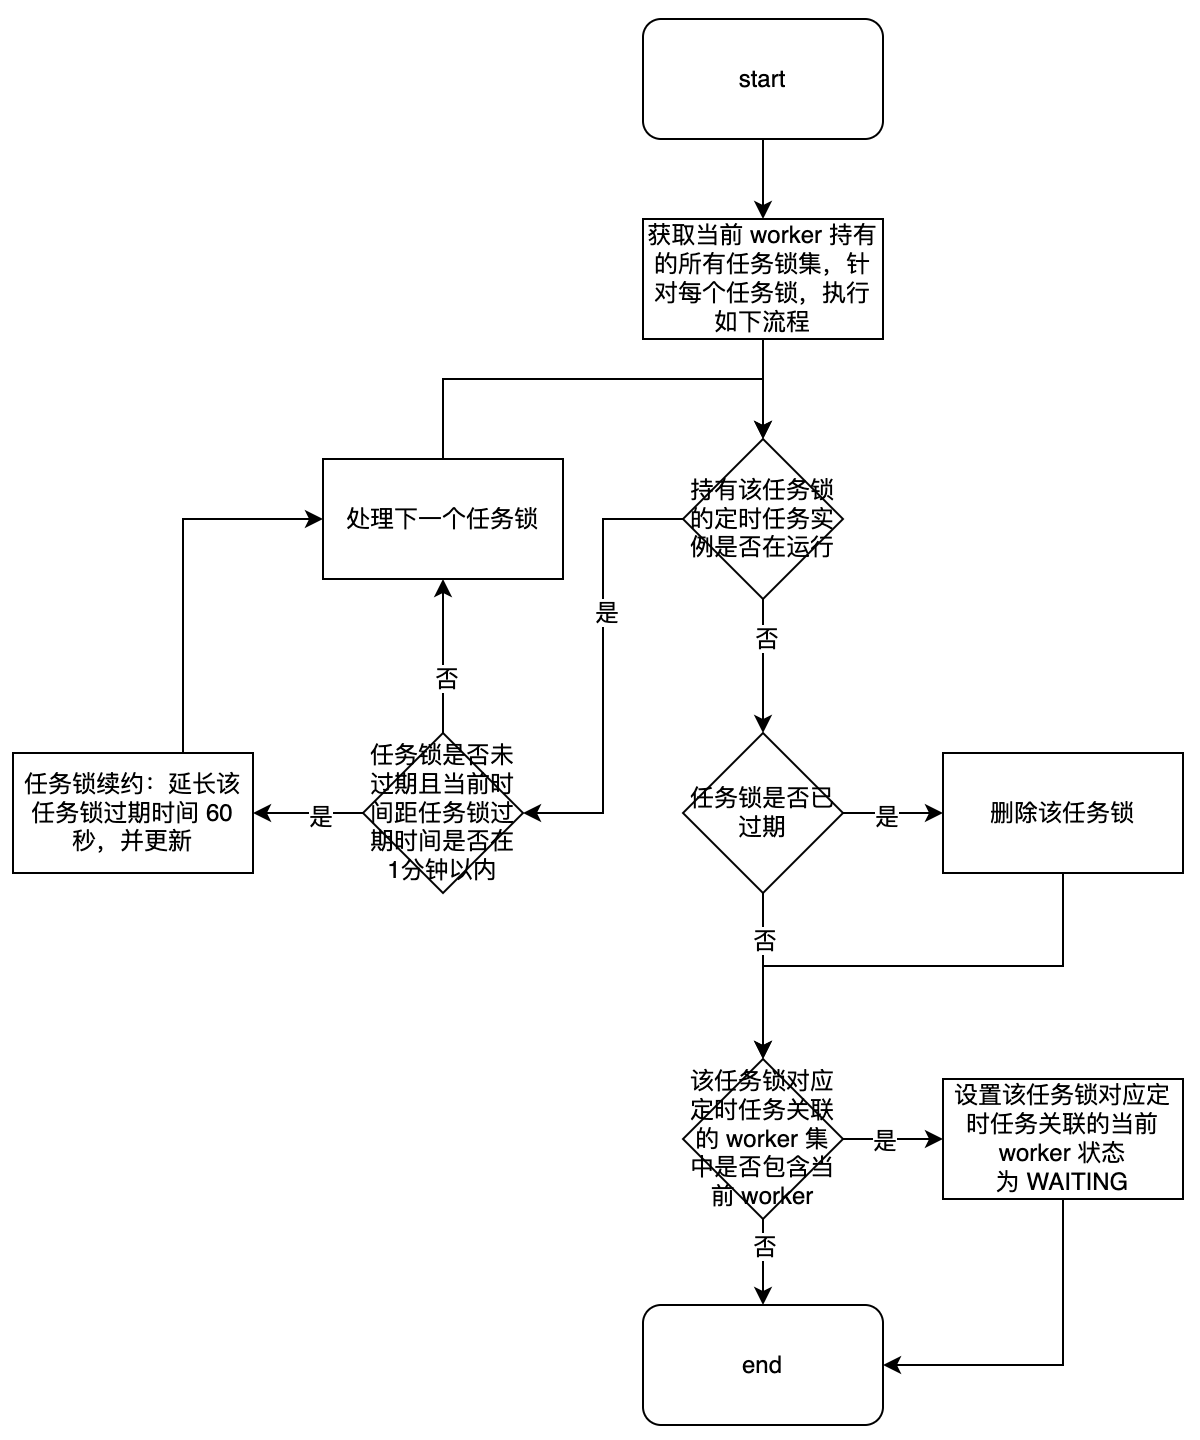 start
获取当前 worker 持有
的所有任务锁集，针
对每个任务锁，执行
如下流程
处理下一个任务锁
持有该任务锁
的定时任务实
例是否在运行
是
否
否
任务锁续约：延长该
任务锁过期时间 60
秒，并更新
是
任务锁是否未
过期且当前时
间距任务锁过
期时间是否在
1分钟以内
任务锁是否已
过期
是
删除该任务锁
否
该任务锁对应
定时任务关联
的 worker 集
中是否包含当
前 worker
是
设置该任务锁对应定
时任务关联的当前
worker 状态
为 WAITING
否
end